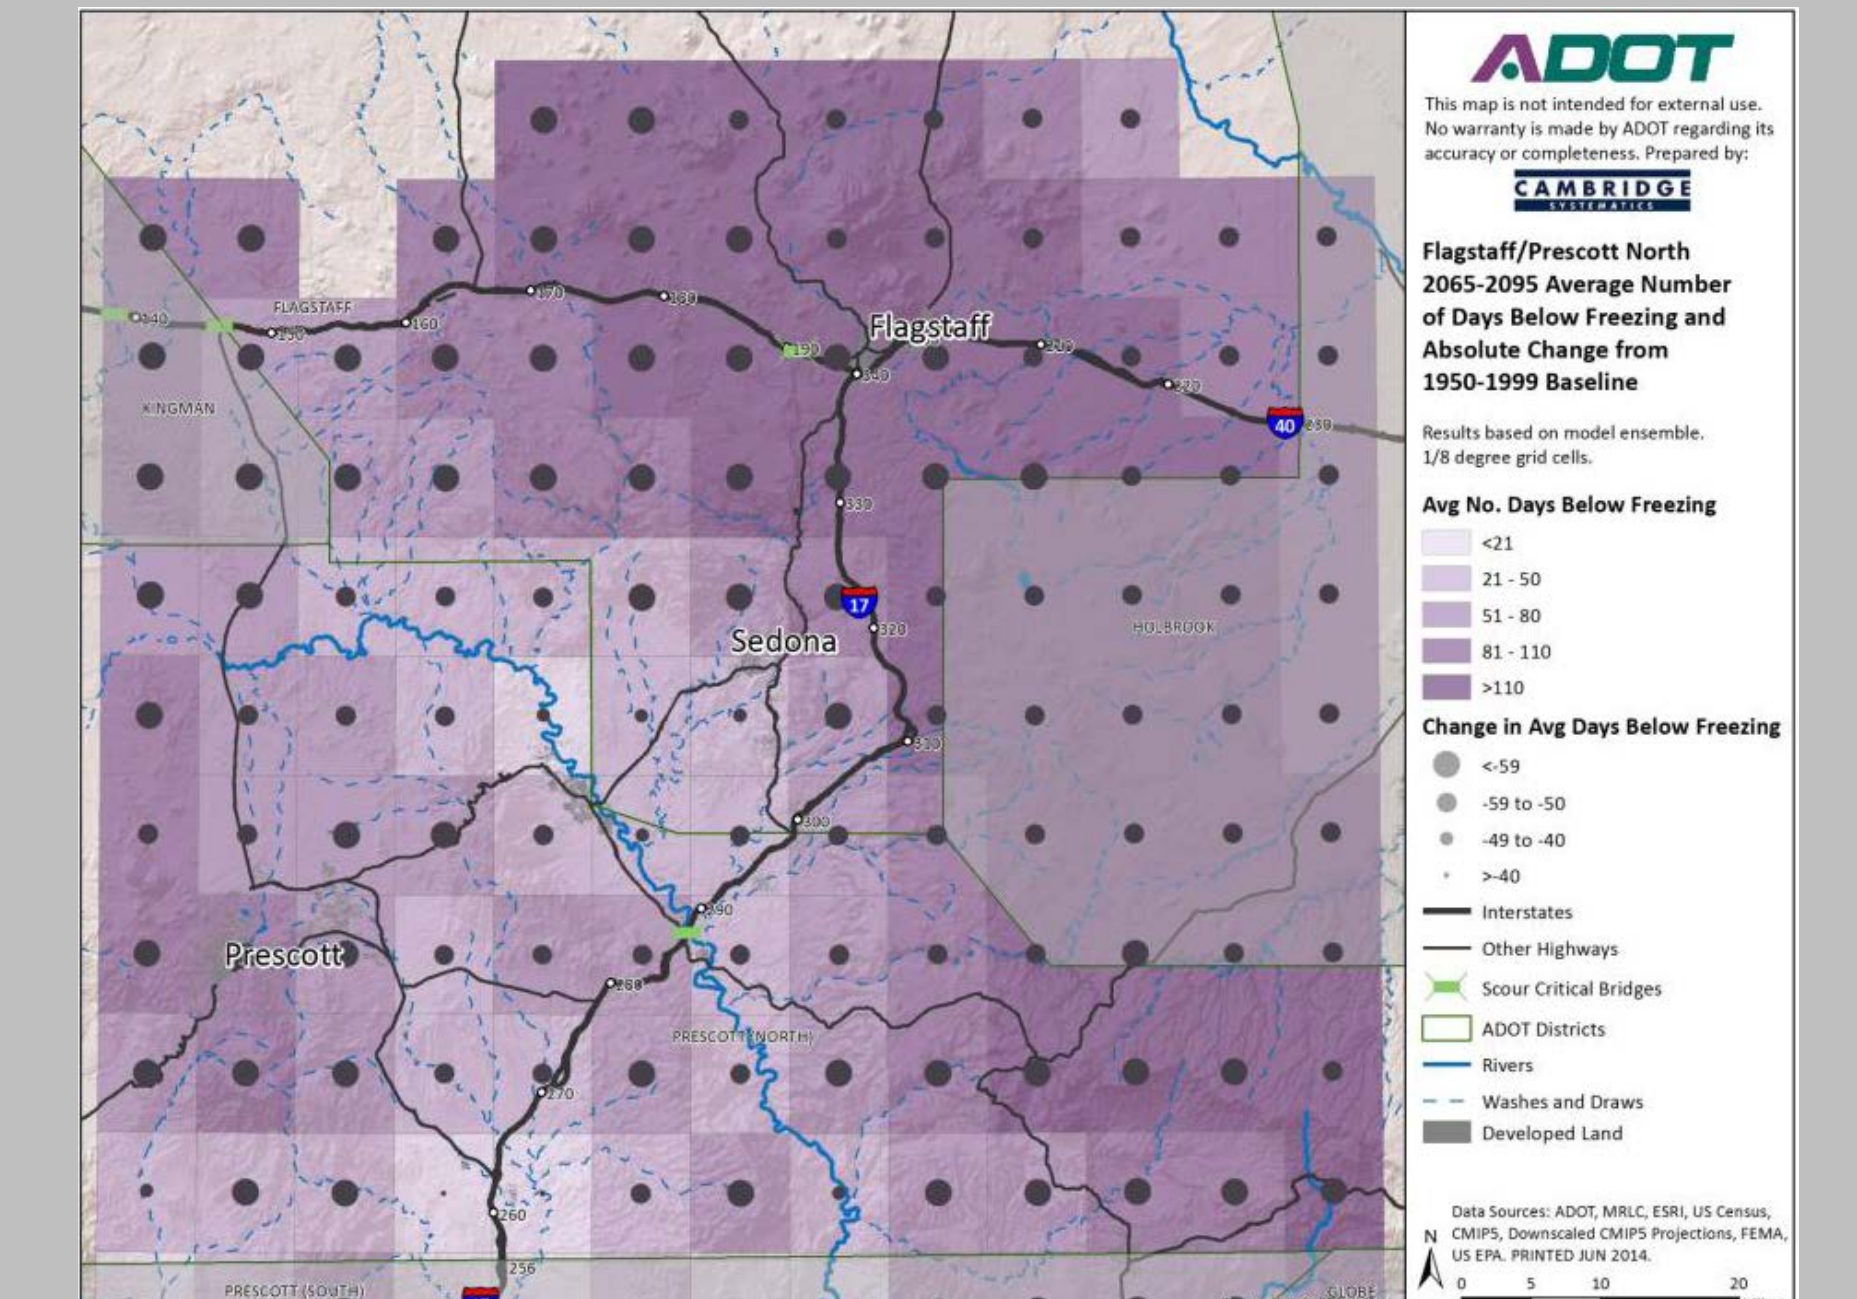 ADOT
This map is not intended for external use.
No warranty is made by ADOT regarding its
accuracy or completeness. Prepared by:
CAMBRIDGE
SYSTEMATICS
Flagstaff/Prescott North
2065-2095 Average Number
of Days Below Freezing and
Absolute Change from
1950-1999 Baseline
Results based on model ensemble.
1/8 degree grid cells.
Avg No. Days Below Freezing
<21
21 - 50
51 - 80
81 - 110
>110
Change in Avg Days Below Freezing
<-59
-59 to -50
-49 to -40
>-40
Interstates
Other Highways
Scour Critical Bridges
ADOT Districts
Rivers
Washes and Draws
Developed Land
Data Sources: ADOT, MRLC, ESRI, US Census,
CMIP5, Downscaled CMIP5 Projections, FEMA,
US EPA. PRINTED JUN 2014.
N
0 5 10 20
FLAGSTAFF
140
150
160
170
180
190
Flagstaff
340
210
220
40
230
KINGMAN
330
17
320
Sedona
HOLBROOK
310
300
290
Prescott
280
PRESCOTT (NORTH)
270
260
256
PRESCOTT (SOUTH)
GLOBE